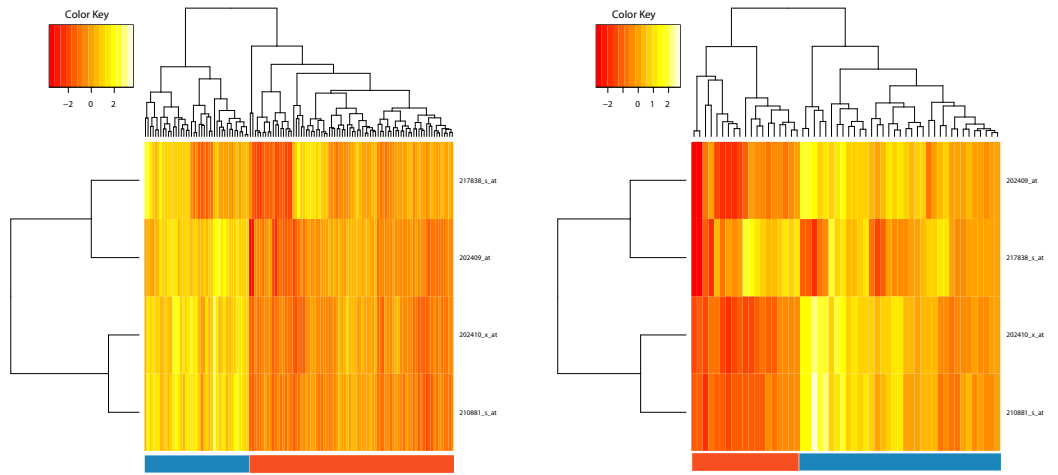 Color Key
−2 0 2
217838_s_at
202409_at
202410_x_at
210881_s_at
Color Key
−2 0 1 2
202409_at
217838_s_at
202410_x_at
210881_s_at